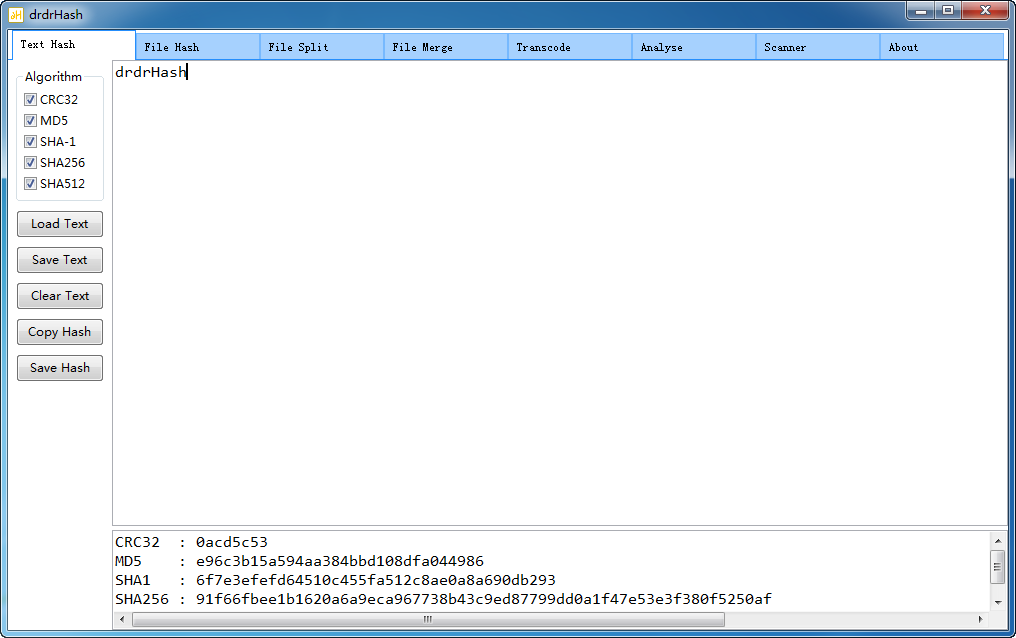 drdrHash
Text Hash
File Hash
File Split
File Merge
Transcode
Analyse
Scanner
About
Algorithm
CRC32
MD5
SHA-1
SHA256
SHA512
Load Text
Save Text
Clear Text
Copy Hash
Save Hash
drdrHash
CRC32 : 0acd5c53
MD5 : e96c3b15a594aa384bbd108dfa044986
SHA1 : 6f7e3efefd64510c455fa512c8ae0a8a690db293
SHA256 : 91f66fbee1b1620a6a9eca967738b43c9ed87799dd0a1f47e53e3f380f5250af